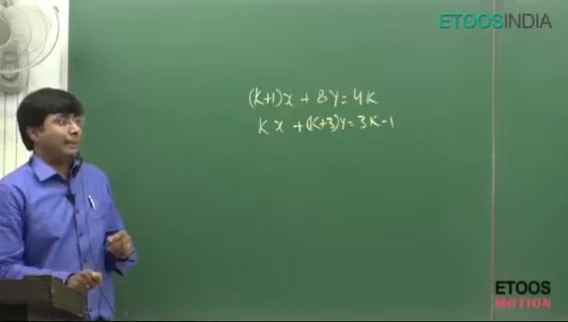 ETOOSINDIA
(K+1)x + 8y = 4K
Kx + (K+3)y = 3K-1
ETOOS
MOTION